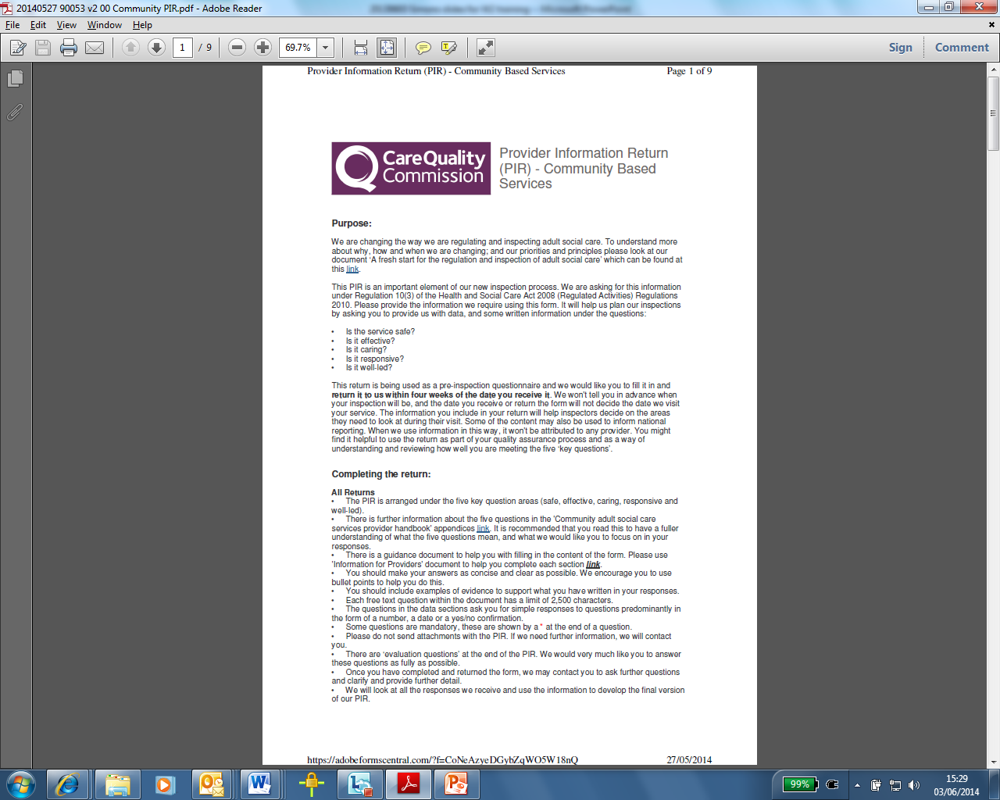 20140527 90053 v2 00 Community PIR.pdf - Adobe Reader
File Edit View Window Help
1 / 9 69.7% Sign Comment
Provider Information Return (PIR) - Community Based Services Page 1 of 9
CareQuality
Commission
Provider Information Return
(PIR) - Community Based
Services
Purpose:
We are changing the way we are regulating and inspecting adult social care. To understand more
about why, how and when we are changing; and our priorities and principles please look at our
document ‘A fresh start for the regulation and inspection of adult social care’ which can be found at
this link.
This PIR is an important element of our new inspection process. We are asking for this information
under Regulation 10(3) of the Health and Social Care Act 2008 (Regulated Activities) Regulations
2010. Please provide the information we require using this form. It will help us plan our inspections
by asking you to provide us with data, and some written information under the questions:
• Is the service safe?
• Is it effective?
• Is it caring?
• Is it responsive?
• Is it well-led?
This return is being used as a pre-inspection questionnaire and we would like you to fill it in and
return it to us within four weeks of the date you receive it. We won't tell you in advance when
your inspection will be, and the date you receive or return the form will not decide the date we visit
your service. The information you include in your return will help inspectors decide on the areas
they need to look at during their visit. Some of the content may also be used to inform national
reporting. When we use information in this way, it won't be attributed to any provider. You might
find it helpful to use the return as part of your quality assurance process and as a way of
understanding and reviewing how well you are meeting the five ‘key questions’.
Completing the return:
All Returns
• The PIR is arranged under the five key question areas (safe, effective, caring, responsive and
well-led).
• There is further information about the five questions in the 'Community adult social care
services provider handbook' appendices link. It is recommended that you read this to have a fuller
understanding of what the five questions mean, and what we would like you to focus on in your
responses.
• There is a guidance document to help you with filling in the content of the form. Please use
'Information for Providers' document to help you complete each section link.
• You should make your answers as concise and clear as possible. We encourage you to use
bullet points to help you do this.
• You should include examples of evidence to support what you have written in your responses.
• Each free text question within the document has a limit of 2,500 characters.
• The questions in the data sections ask you for simple responses to questions predominantly in
the form of a number, a date or a yes/no confirmation.
• Some questions are mandatory, these are shown by a * at the end of a question.
• Please do not send attachments with the PIR. If we need further information, we will contact
you.
• There are ‘evaluation questions’ at the end of the PIR. We would very much like you to answer
these questions as fully as possible.
• Once you have completed and returned the form, we may contact you to ask further questions
and clarify and provide further detail.
• We will look at all the responses we receive and use the information to develop the final version
of our PIR.
https://adobeformscentral.com/?f=CoNeAzyeDGybZqWO5W18nQ 27/05/2014
99% 15:29
03/06/2014